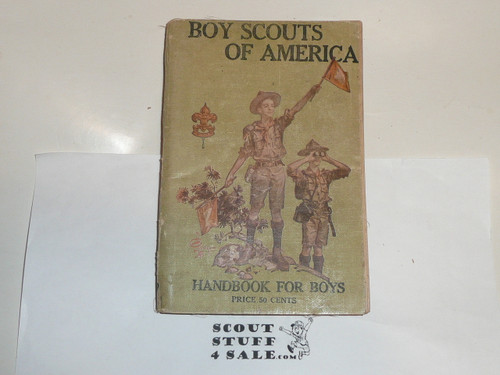 BOY SCOUTS
OF AMERICA
HANDBOOK FOR BOYS
PRICE 50 CENTS
SCOUT
STUFF
4 SALE.COM